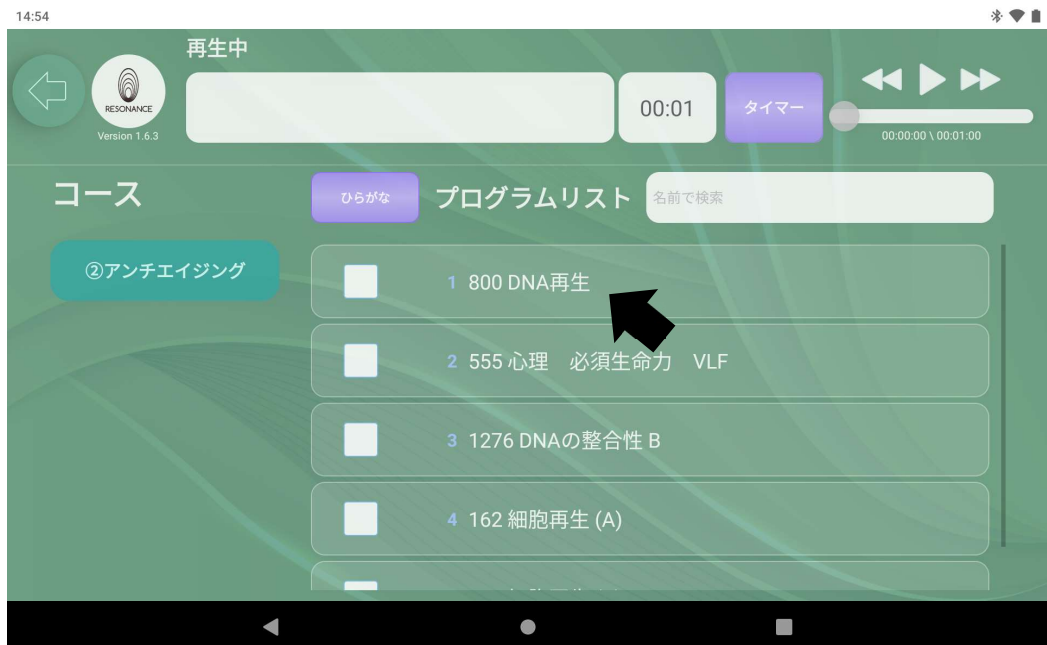 14:54
再生中
RESONANCE
Version 1.6.3
00:01
タイマー
00:00:00 \ 00:01:00
コース
ひらがな
プログラムリスト
名前で検索
②アンチエイジング
1 800 DNA再生
2 555 心理　必須生命力　VLF
3 1276 DNAの整合性 B
4 162 細胞再生 (A)